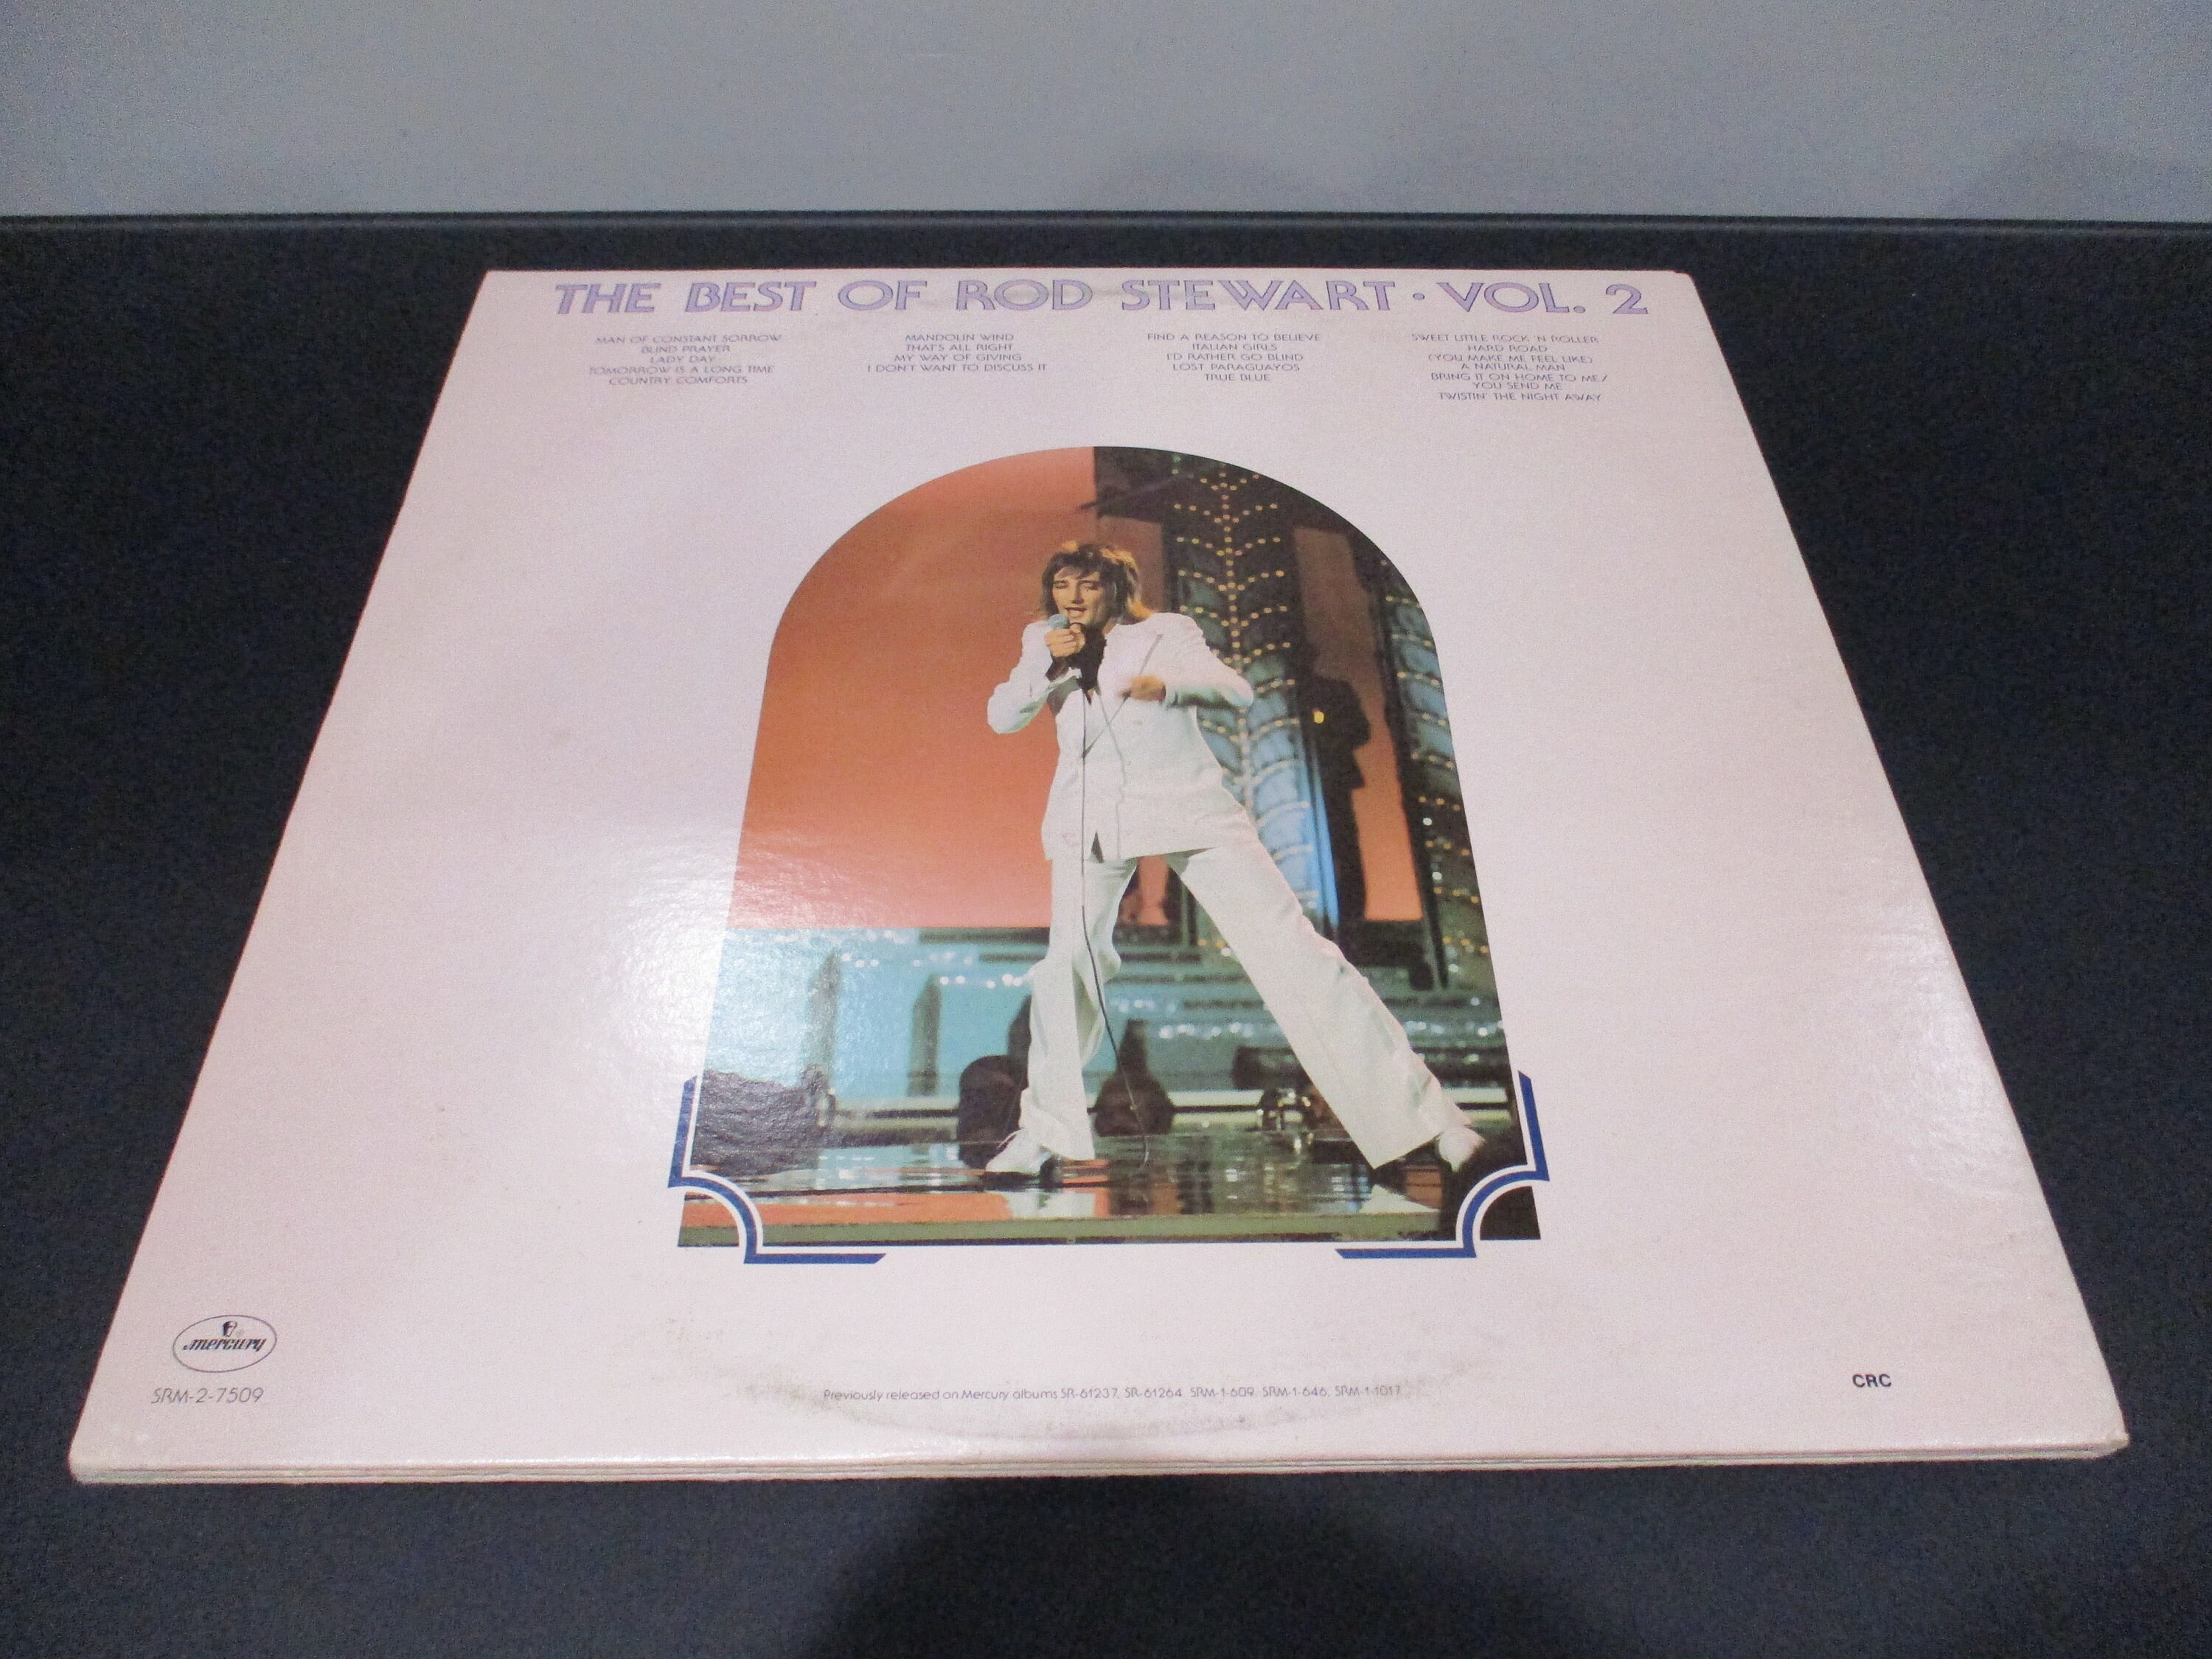 THE BEST OF ROD STEWART • VOL. 2
MAN OF CONSTANT SORROW
BLIND PRAYER
LADY DAY
TOMORROW IS A LONG TIME
COUNTRY COMFORTS
MANDOLIN WIND
THAT'S ALL RIGHT
MY WAY OF GIVING
I DON'T WANT TO DISCUSS IT
FIND A REASON TO BELIEVE
ITALIAN GIRLS
I'D RATHER GO BLIND
LOST PARAGUAYOS
TRUE BLUE
SWEET LITTLE ROCK 'N ROLLER
HARD ROAD
(YOU MAKE ME FEEL LIKE)
A NATURAL MAN
BRING IT ON HOME TO ME/
YOU SEND ME
TWISTIN' THE NIGHT AWAY
mercury
SRM-2-7509
Previously released on Mercury albums SR-61237, SR-61264, SRM-1-609, SRM-1-646, SRM-1-1017
CRC